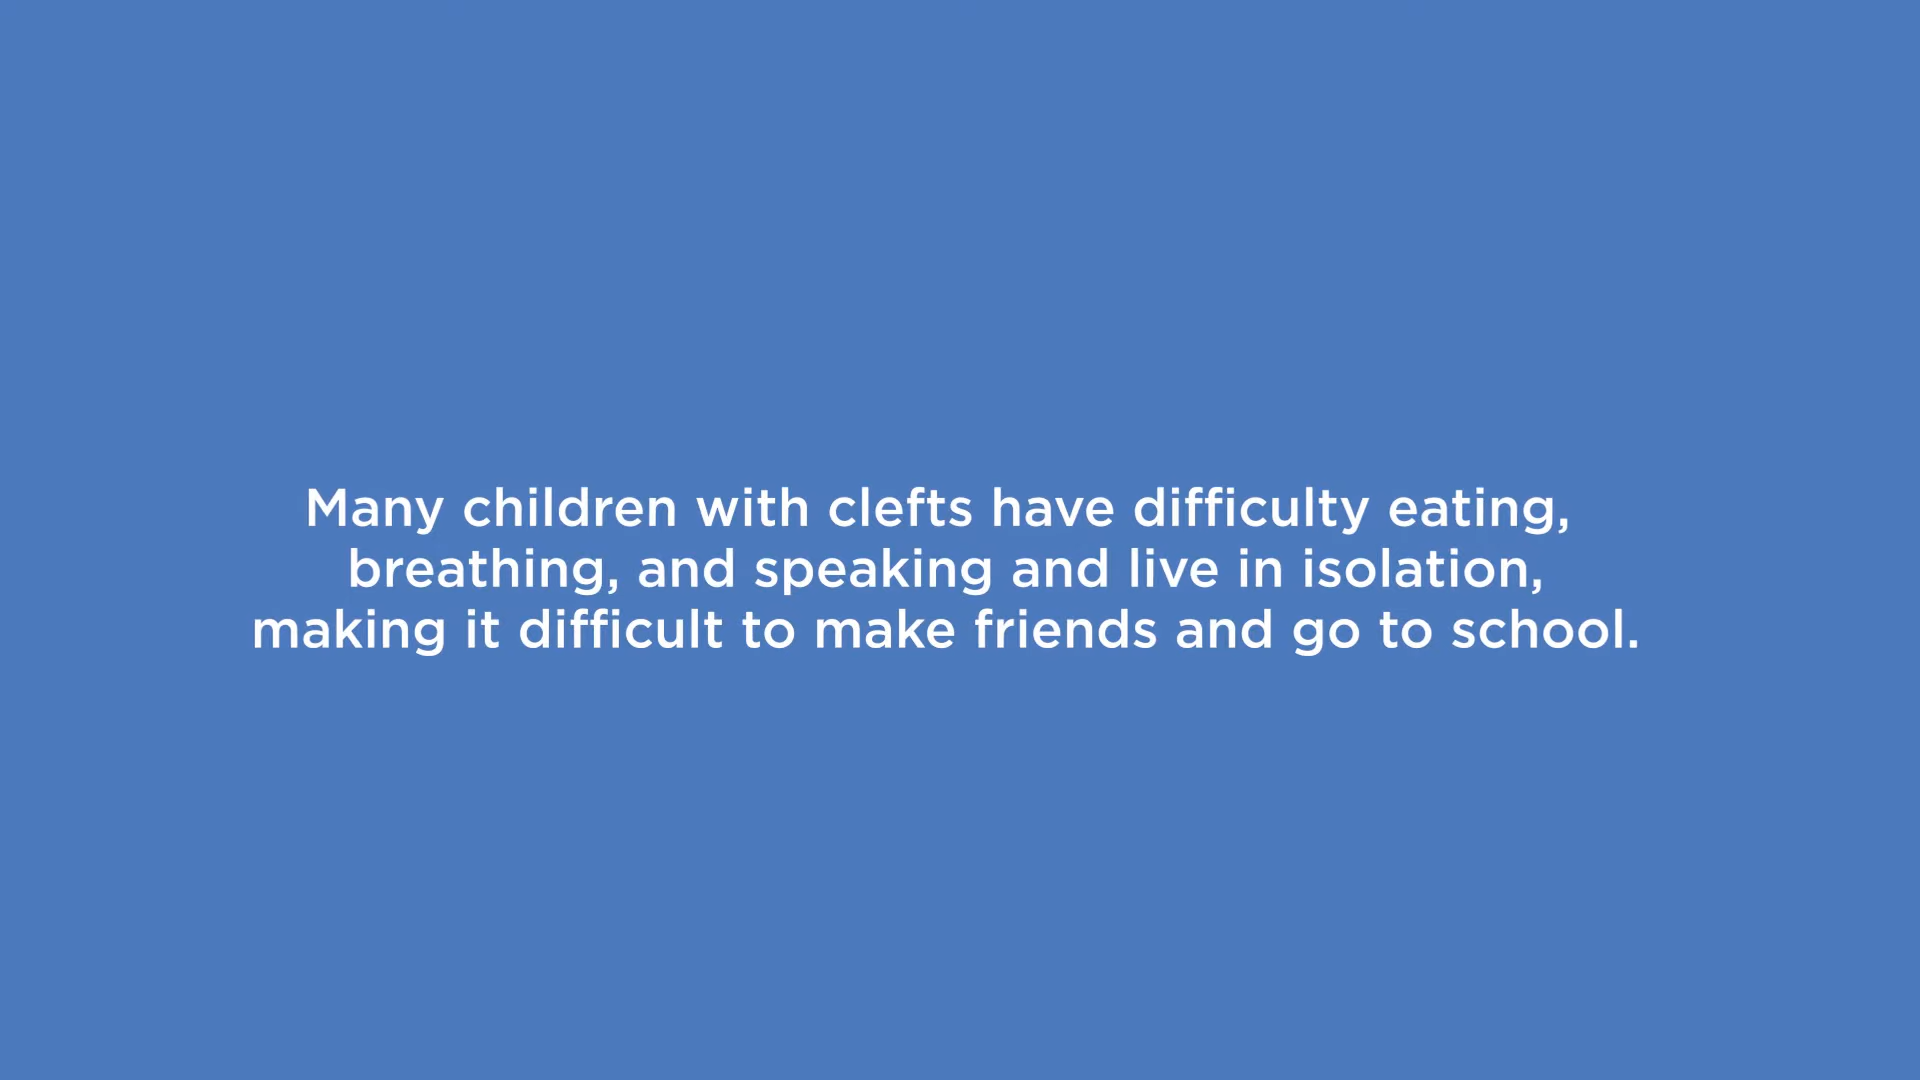 Many children with clefts have difficulty eating,
breathing, and speaking and live in isolation,
making it difficult to make friends and go to school.